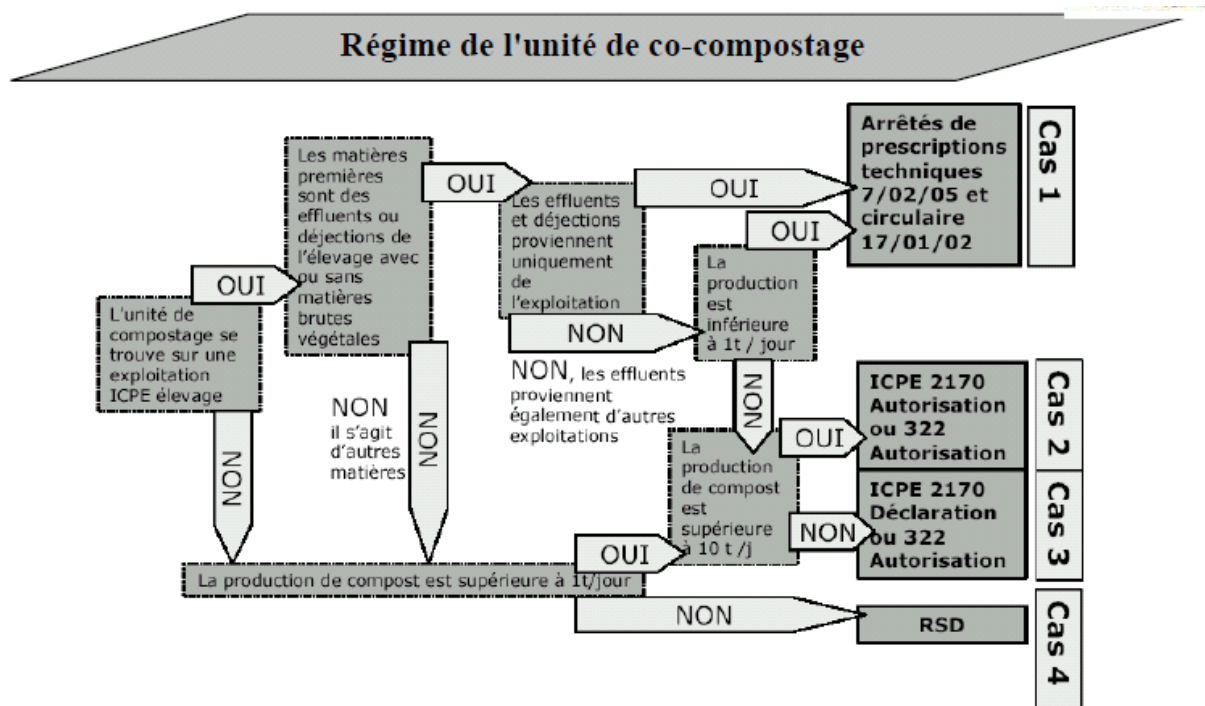 Régime de l'unité de co-compostage
L'unité de
compostage se
trouve sur une
exploitation
ICPE élevage
OUI
NON
Les matières
premières
sont des
effluents ou
déjections de
l'élevage avec
ou sans
matières
brutes
végétales
OUI
NON
il s'agit
d'autres
matières
NON
Les effluents
et déjections
proviennent
uniquement
de
l'exploitation
OUI
NON
NON, les effluents
proviennent
également d'autres
exploitations
La
production
est
inférieure
à 1t / jour
OUI
NON
La
production
de compost
est
supérieure
à 10 t /j
OUI
NON
La production de compost est supérieure à 1t/jour
OUI
NON
Arrêtés de
prescriptions
techniques
7/02/05 et
circulaire
17/01/02
Cas 1
ICPE 2170
Autorisation
ou 322
Autorisation
Cas 2
ICPE 2170
Déclaration
ou 322
Autorisation
Cas 3
RSD
Cas 4